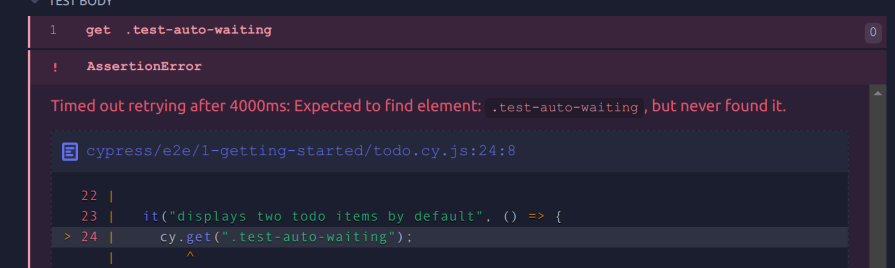 TEST BODY
1 get .test-auto-waiting 0
! AssertionError
Timed out retrying after 4000ms: Expected to find element: .test-auto-waiting , but never found it.
cypress/e2e/1-getting-started/todo.cy.js:24:8
22 |
23 | it("displays two todo items by default", () => {
> 24 | cy.get(".test-auto-waiting");
| ^